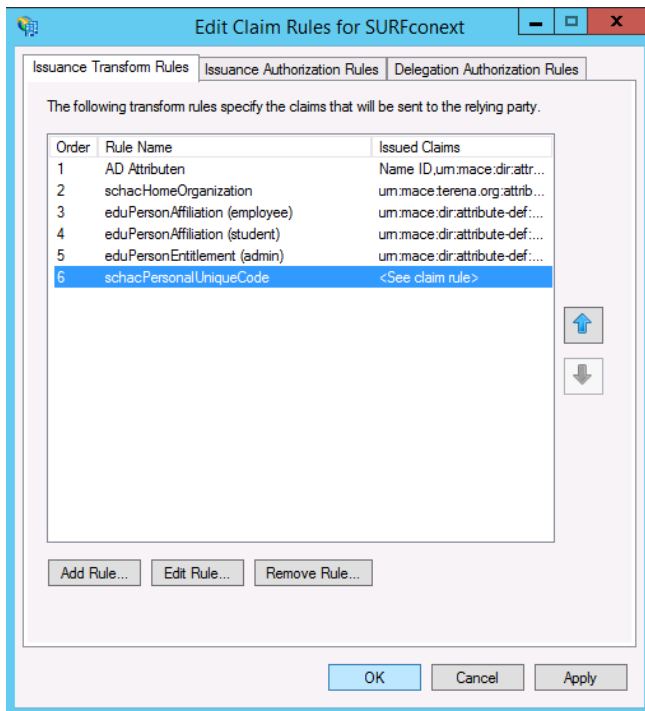 Edit Claim Rules for SURFconext
Issuance Transform Rules Issuance Authorization Rules Delegation Authorization Rules
The following transform rules specify the claims that will be sent to the relying party.
Order Rule Name Issued Claims
1 AD Attributen Name ID,urn:mace:dir:attr...
2 schacHomeOrganization urn:mace:terena.org:attrib...
3 eduPersonAffiliation (employee) urn:mace:dir:attribute-def:...
4 eduPersonAffiliation (student) urn:mace:dir:attribute-def:...
5 eduPersonEntitlement (admin) urn:mace:dir:attribute-def:...
6 schacPersonalUniqueCode <See claim rule>
Add Rule... Edit Rule... Remove Rule...
OK Cancel Apply